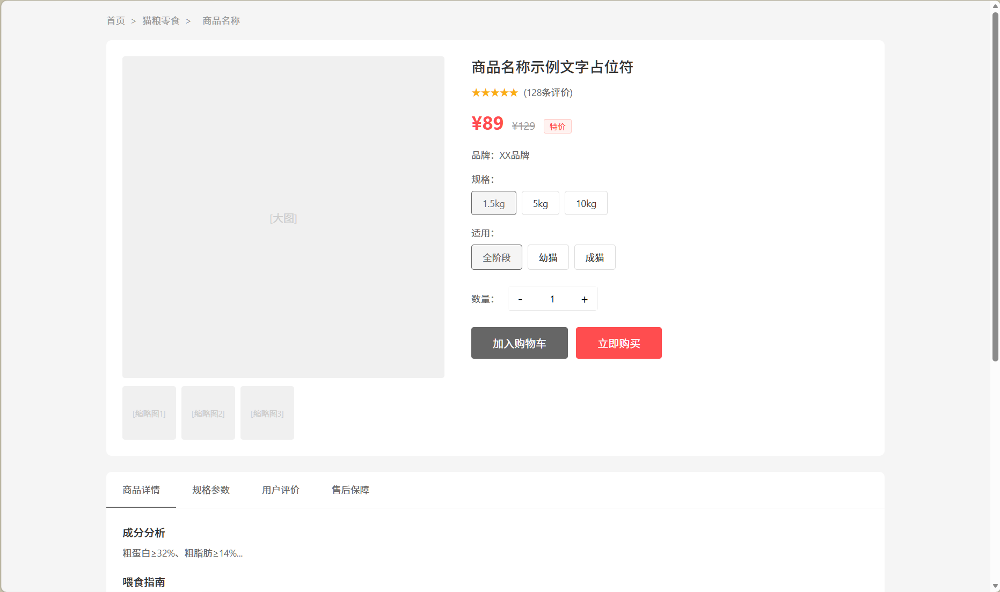 首页 > 猫粮零食 > 商品名称
[大图]
[缩略图1] [缩略图2] [缩略图3]
商品名称示例文字占位符
★★★★★ (128条评价)
¥89 ¥129 特价
品牌：XX品牌
规格：
1.5kg 5kg 10kg
适用：
全阶段 幼猫 成猫
数量： - 1 +
加入购物车 立即购买
商品详情 规格参数 用户评价 售后保障
成分分析
粗蛋白≥32%、粗脂肪≥14%...
喂食指南